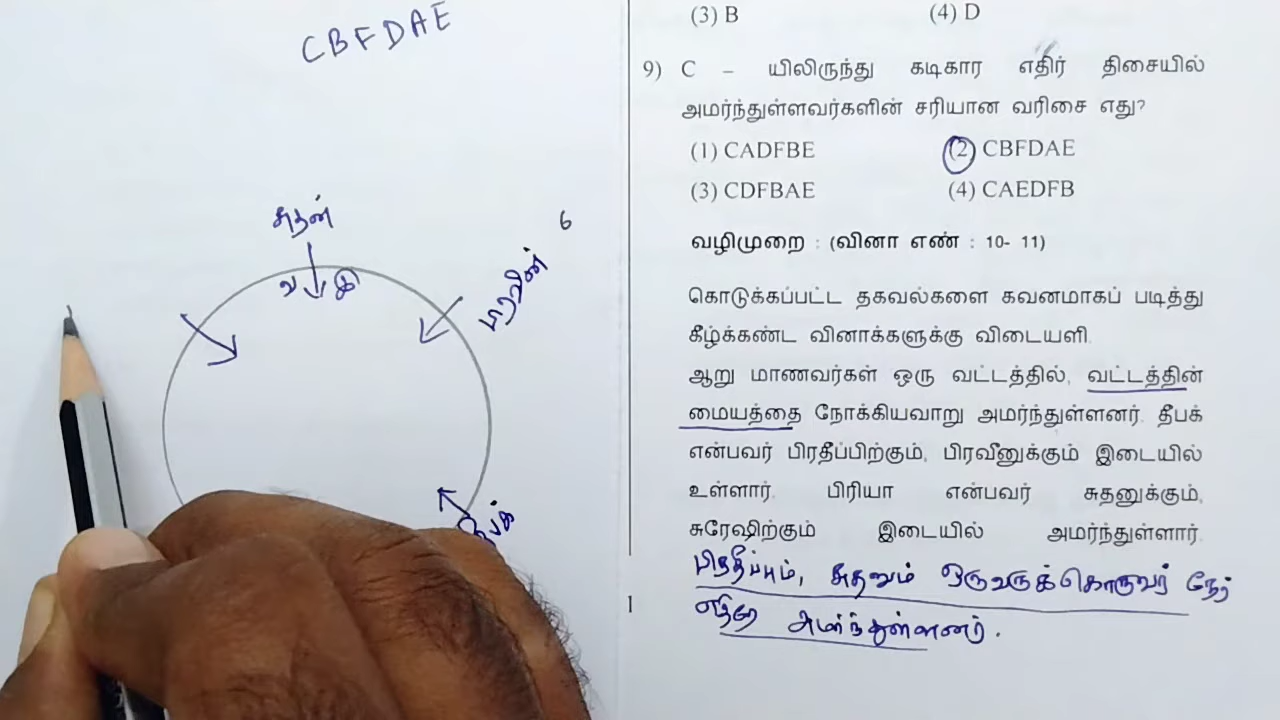 CBFDAE
சுதன்
வ இ
6
பிரவீன்
தீபக்
(3) B (4) D
9) C – யிலிருந்து கடிகார எதிர் திசையில்
அமர்ந்துள்ளவர்களின் சரியான வரிசை எது?
(1) CADFBE (2) CBFDAE
(3) CDFBAE (4) CAEDFB
வழிமுறை : (வினா எண் : 10- 11)
கொடுக்கப்பட்ட தகவல்களை கவனமாகப் படித்து
கீழ்க்கண்ட வினாக்களுக்கு விடையளி.
ஆறு மாணவர்கள் ஒரு வட்டத்தில், வட்டத்தின்
மையத்தை நோக்கியவாறு அமர்ந்துள்ளனர். தீபக்
என்பவர் பிரதீப்பிற்கும், பிரவீனுக்கும் இடையில்
உள்ளார். பிரியா என்பவர் சுதனுக்கும்,
சுரேஷிற்கும் இடையில் அமர்ந்துள்ளார்.
பிரதீப்பும், சுதனும் ஒருவருக்கொருவர் நேர்
எதிரே அமர்ந்துள்ளனர்.
1